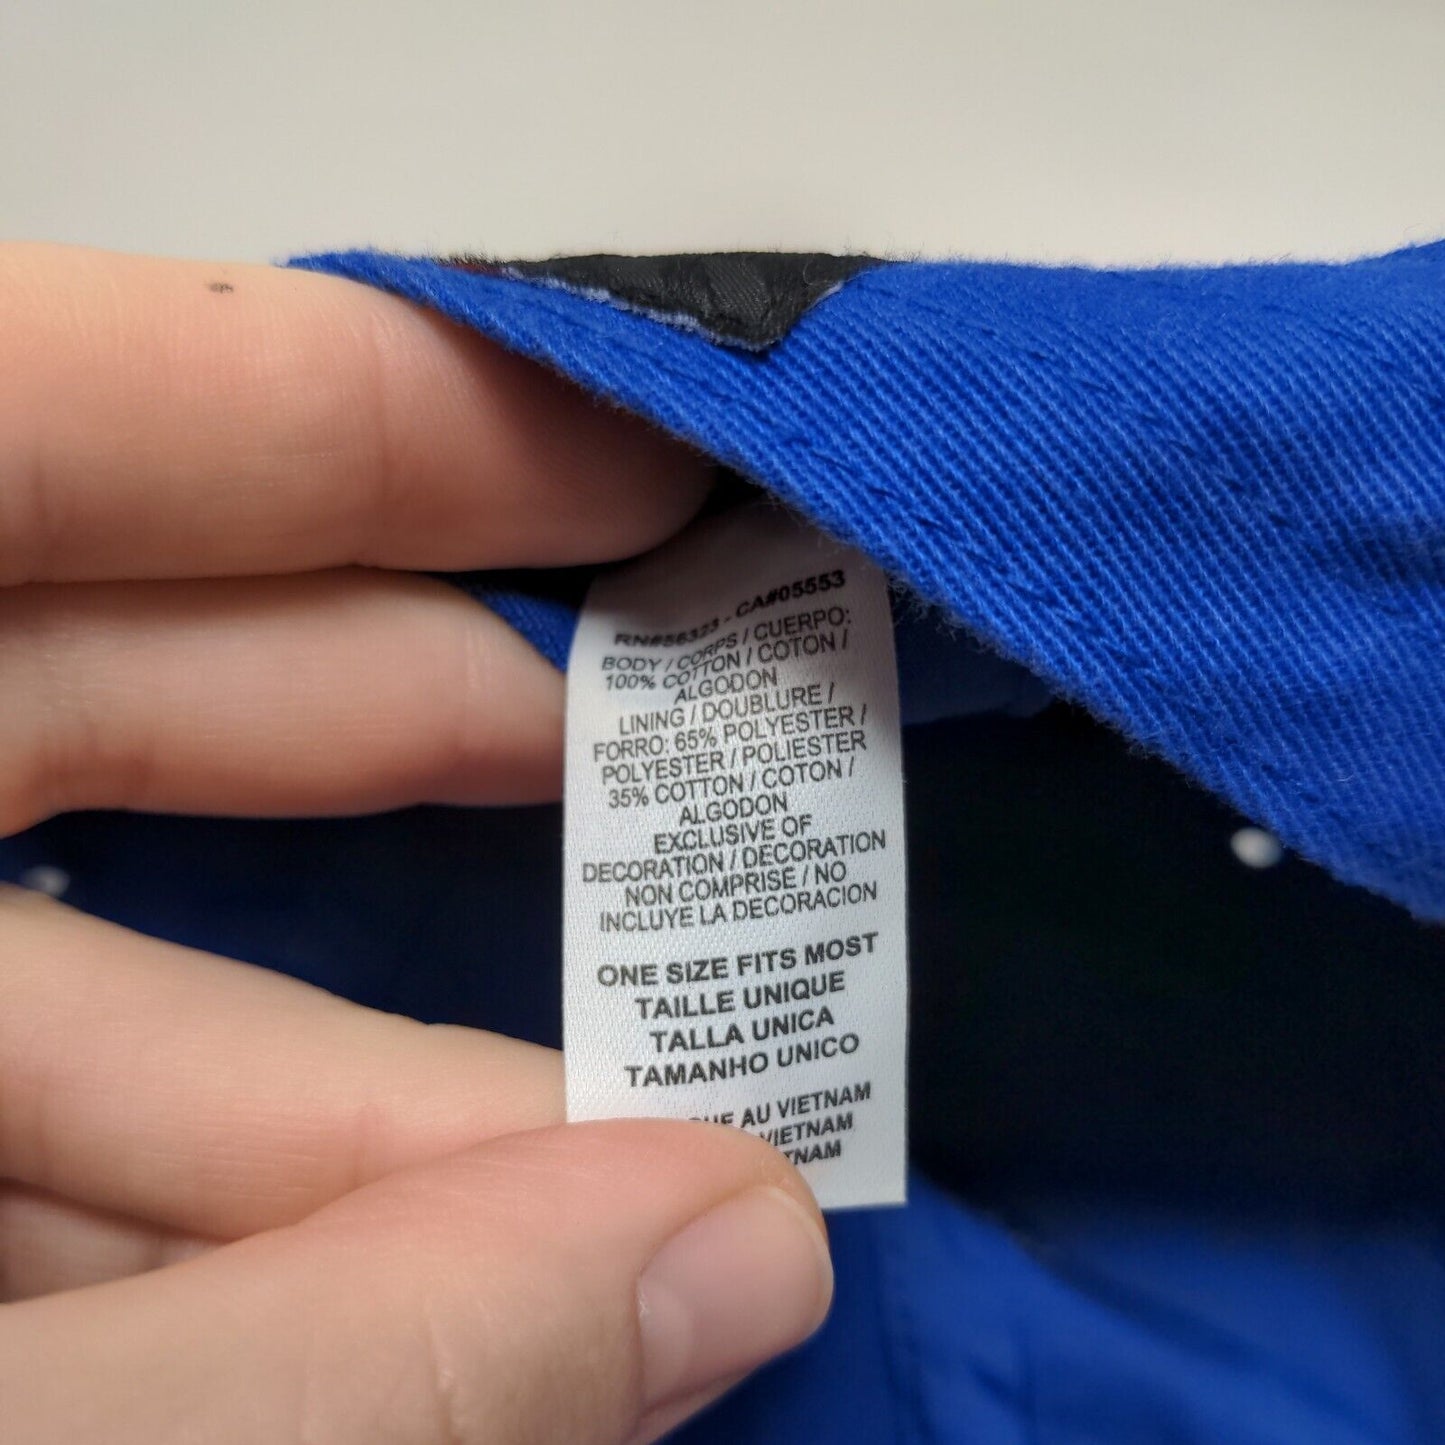 RN#56323 - CA#05553
BODY / CORPS / CUERPO:
100% COTTON / COTON /
ALGODON
LINING / DOUBLURE /
FORRO: 65% POLYESTER /
POLYESTER / POLIESTER
35% COTTON / COTON /
ALGODON
EXCLUSIVE OF
DECORATION / DECORATION
NON COMPRISE / NO
INCLUYE LA DECORACION
ONE SIZE FITS MOST
TAILLE UNIQUE
TALLA UNICA
TAMANHO UNICO
AU VIETNAM
VIETNAM